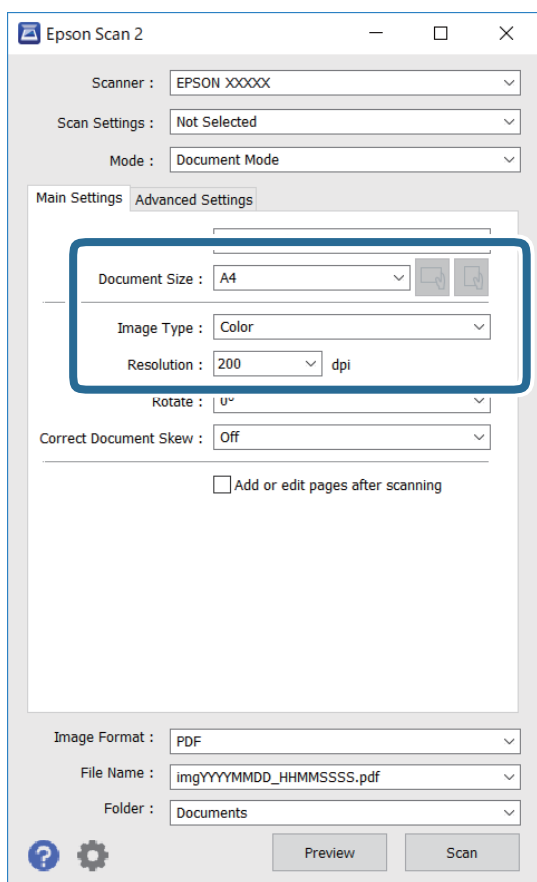 Epson Scan 2
Scanner : EPSON XXXXX
Scan Settings : Not Selected
Mode : Document Mode
Main Settings Advanced Settings
Document Size : A4
Image Type : Color
Resolution : 200 dpi
Rotate : 0°
Correct Document Skew : Off
Add or edit pages after scanning
Image Format : PDF
File Name : imgYYYYMMDD_HHMMSSSS.pdf
Folder : Documents
? Preview Scan